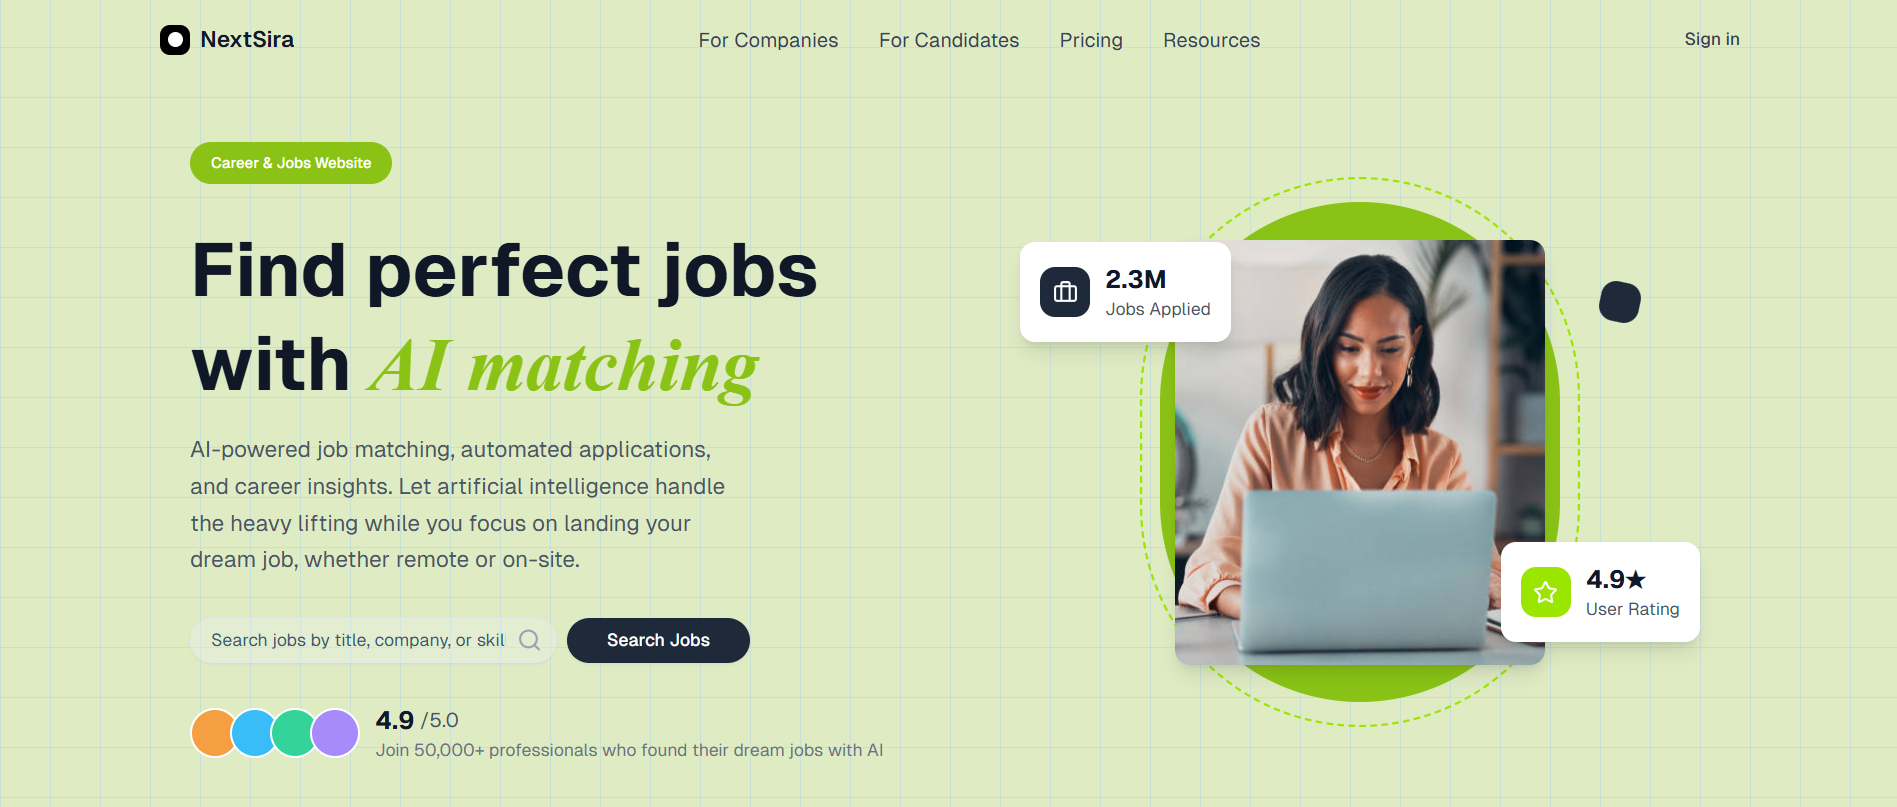 NextSira
For Companies
For Candidates
Pricing
Resources
Sign in
Career & Jobs Website
Find perfect jobs
with AI matching
AI-powered job matching, automated applications,
and career insights. Let artificial intelligence handle
the heavy lifting while you focus on landing your
dream job, whether remote or on-site.
Search jobs by title, company, or skil
Search Jobs
4.9 /5.0
Join 50,000+ professionals who found their dream jobs with AI
2.3M
Jobs Applied
4.9★
User Rating